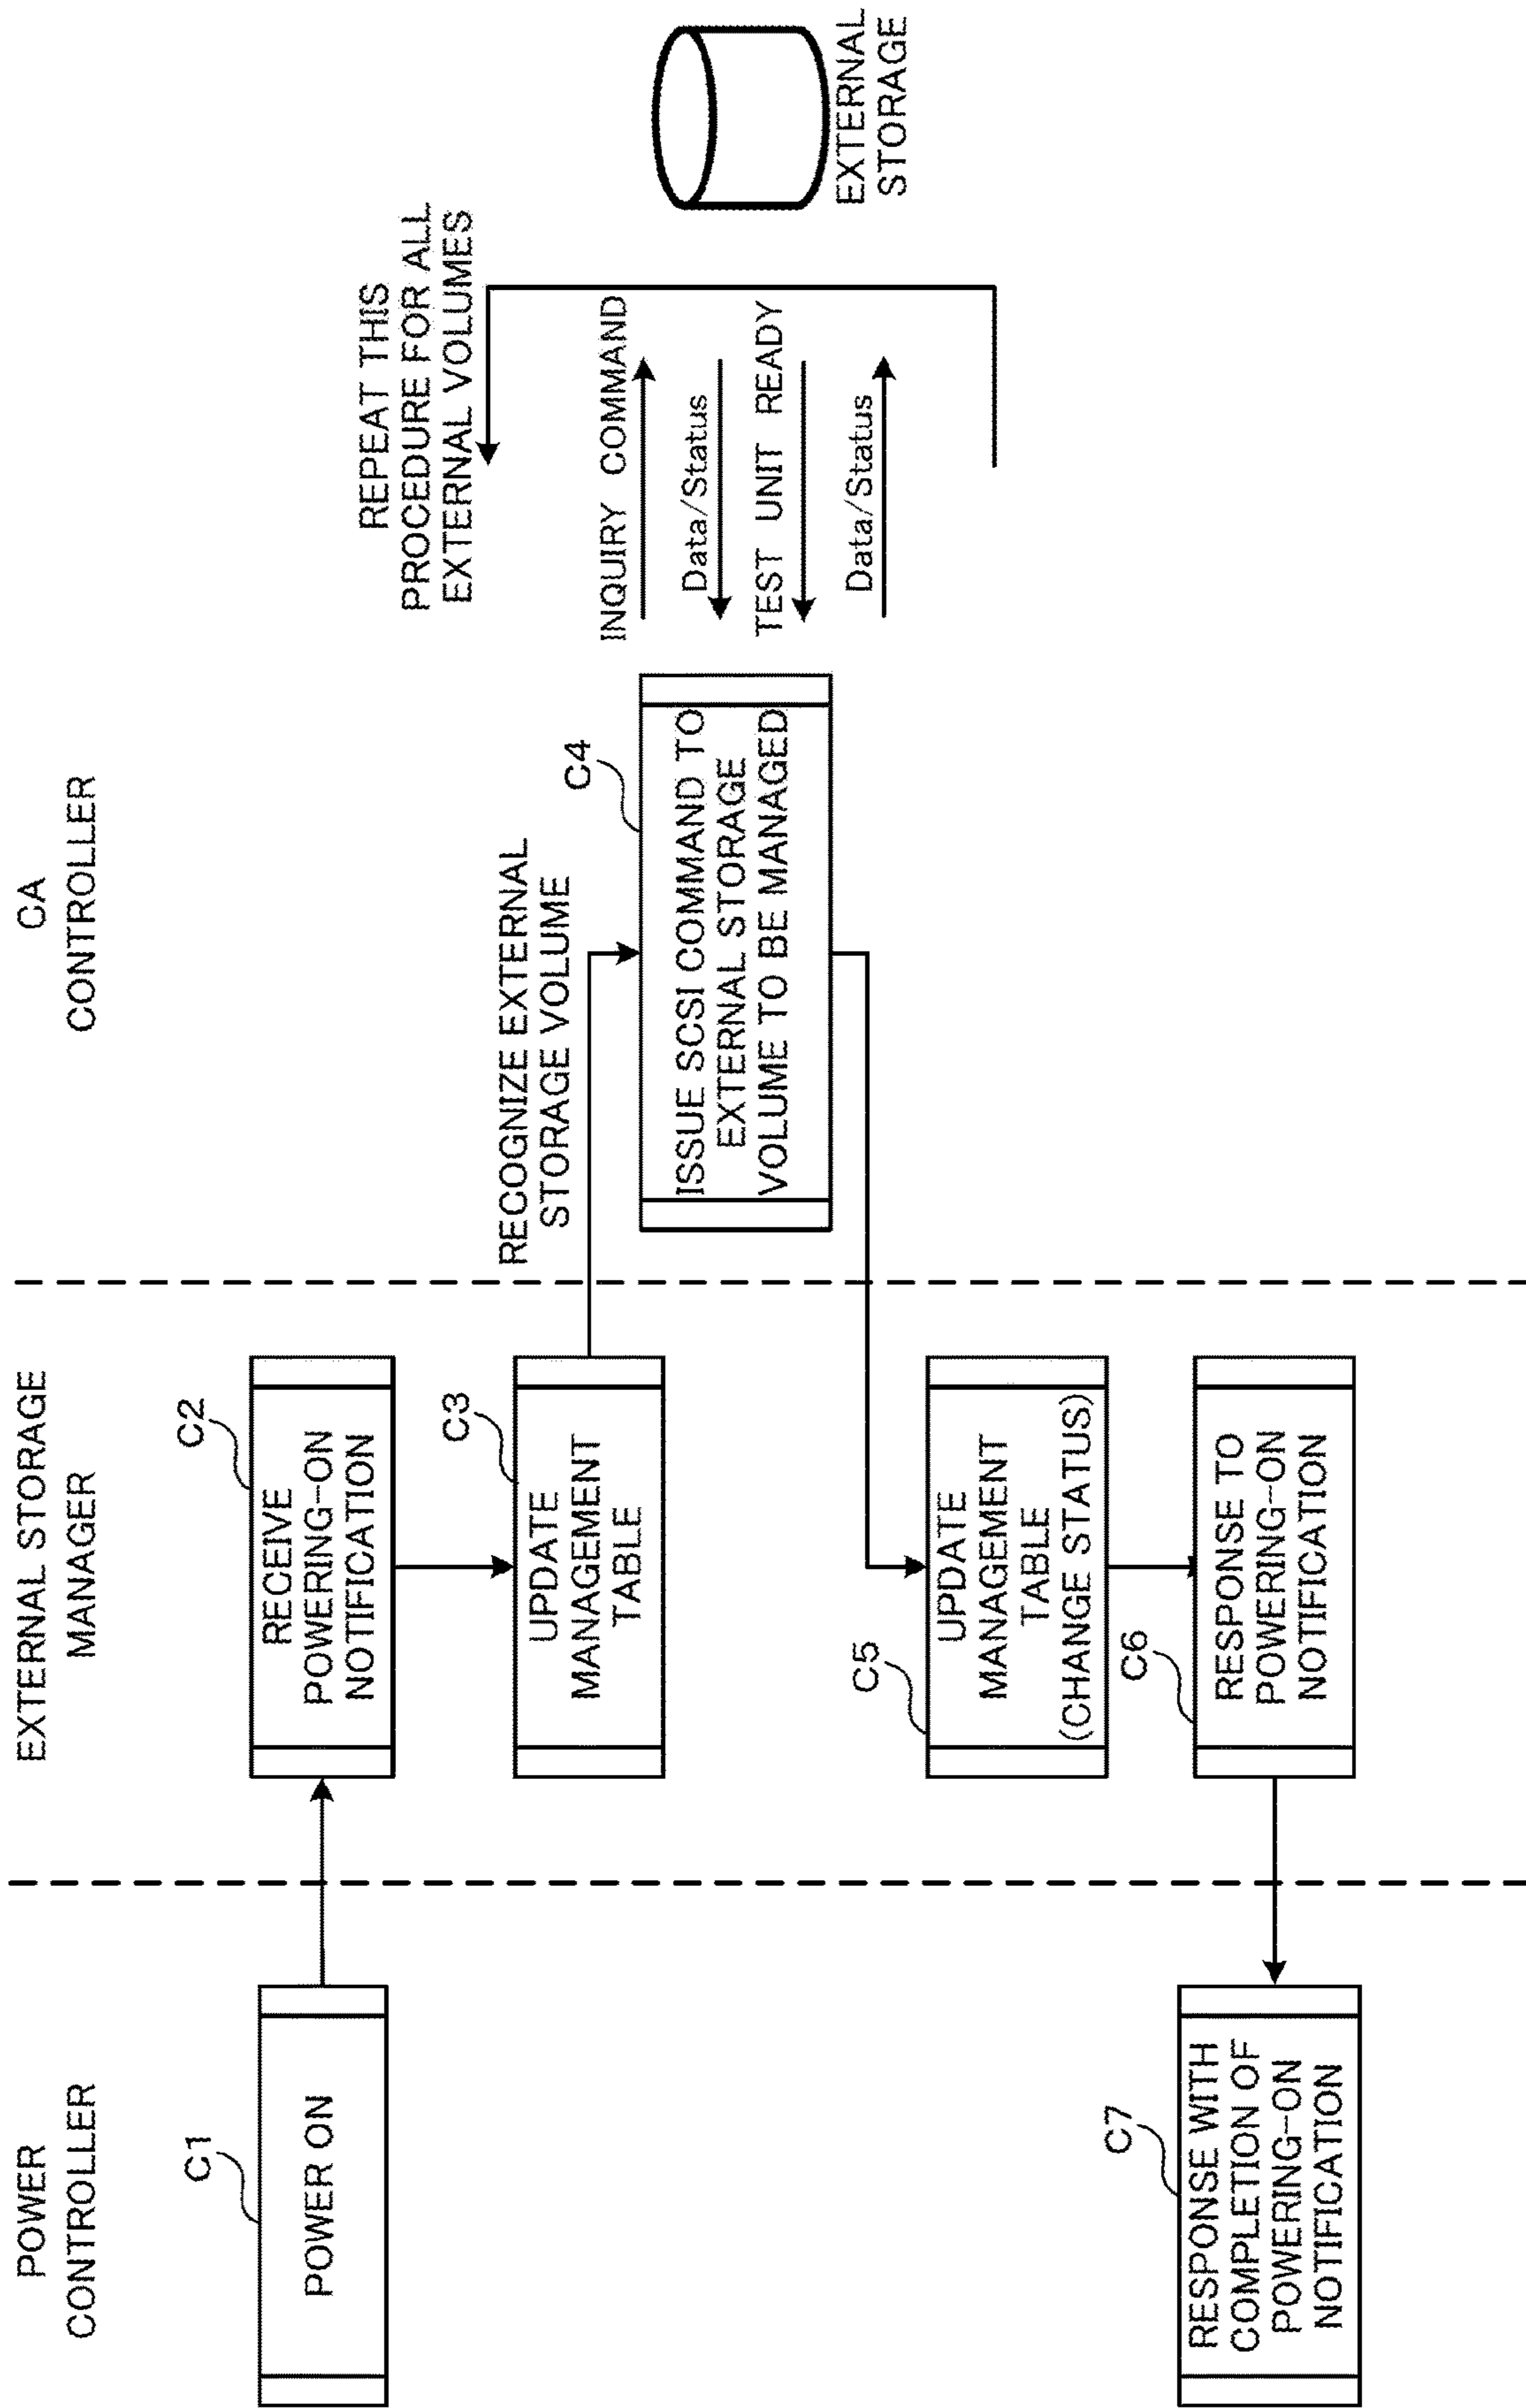 POWER
CONTROLLER
EXTERNAL STORAGE
MANAGER
CA
CONTROLLER
C1
POWER ON
C2
RECEIVE
POWERING-ON
NOTIFICATION
C3
UPDATE
MANAGEMENT
TABLE
RECOGNIZE EXTERNAL
STORAGE VOLUME
C4
ISSUE SCSI COMMAND TO
EXTERNAL STORAGE
VOLUME TO BE MANAGED
REPEAT THIS
PROCEDURE FOR ALL
EXTERNAL VOLUMES
INQUIRY COMMAND
Data/Status
TEST UNIT READY
Data/Status
EXTERNAL
STORAGE
C5
UPDATE
MANAGEMENT
TABLE
(CHANGE STATUS)
C6
RESPONSE TO
POWERING-ON
NOTIFICATION
C7
RESPONSE WITH
COMPLETION OF
POWERING-ON
NOTIFICATION